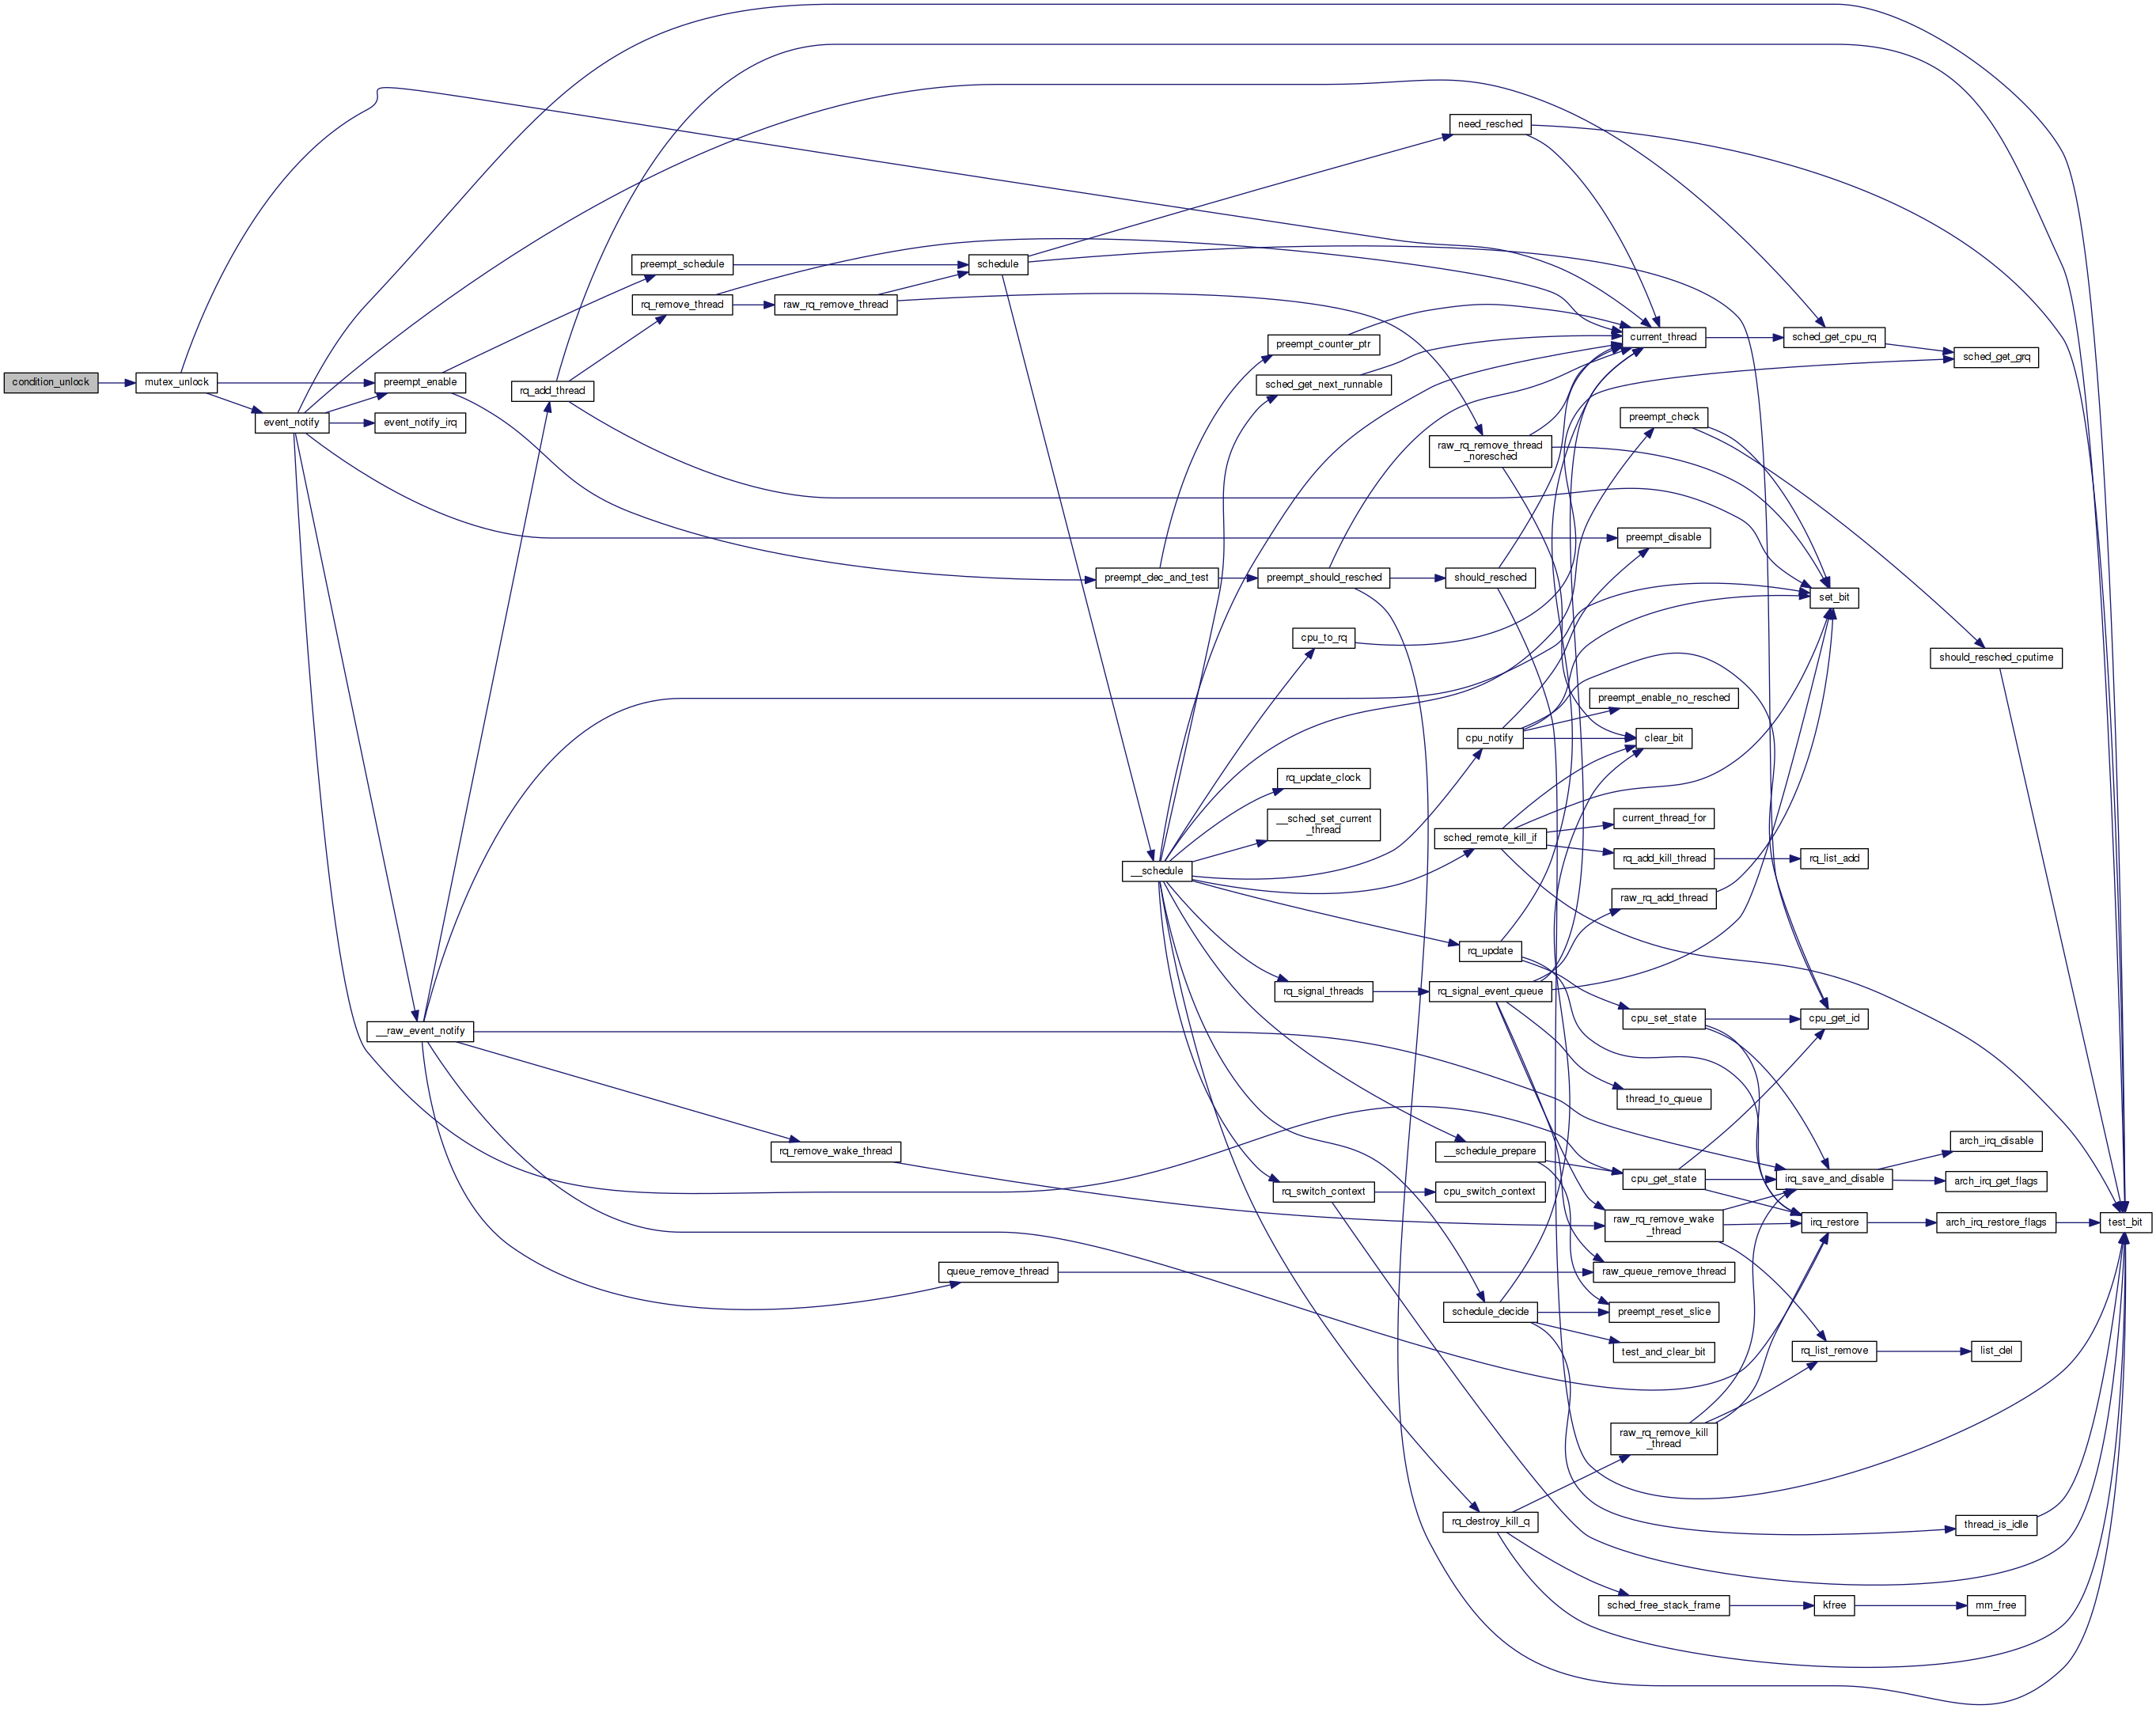 need_resched
preempt_schedule
schedule
rq_remove_thread
raw_rq_remove_thread
current_thread
sched_get_cpu_rq
preempt_counter_ptr
sched_get_grq
condition_unlock
mutex_unlock
preempt_enable
rq_add_thread
sched_get_next_runnable
event_notify
event_notify_irq
preempt_check
raw_rq_remove_thread
_noresched
preempt_disable
preempt_dec_and_test
preempt_should_resched
should_resched
set_bit
cpu_to_rq
should_resched_cputime
preempt_enable_no_resched
cpu_notify
clear_bit
rq_update_clock
__sched_set_current
_thread
current_thread_for
sched_remote_kill_if
rq_add_kill_thread
rq_list_add
__schedule
raw_rq_add_thread
rq_update
rq_signal_threads
rq_signal_event_queue
cpu_set_state
cpu_get_id
__raw_event_notify
thread_to_queue
arch_irq_disable
rq_remove_wake_thread
__schedule_prepare
cpu_get_state
irq_save_and_disable
arch_irq_get_flags
rq_switch_context
cpu_switch_context
raw_rq_remove_wake
_thread
irq_restore
arch_irq_restore_flags
test_bit
queue_remove_thread
raw_queue_remove_thread
schedule_decide
preempt_reset_slice
test_and_clear_bit
rq_list_remove
list_del
raw_rq_remove_kill
_thread
rq_destroy_kill_q
thread_is_idle
sched_free_stack_frame
kfree
mm_free